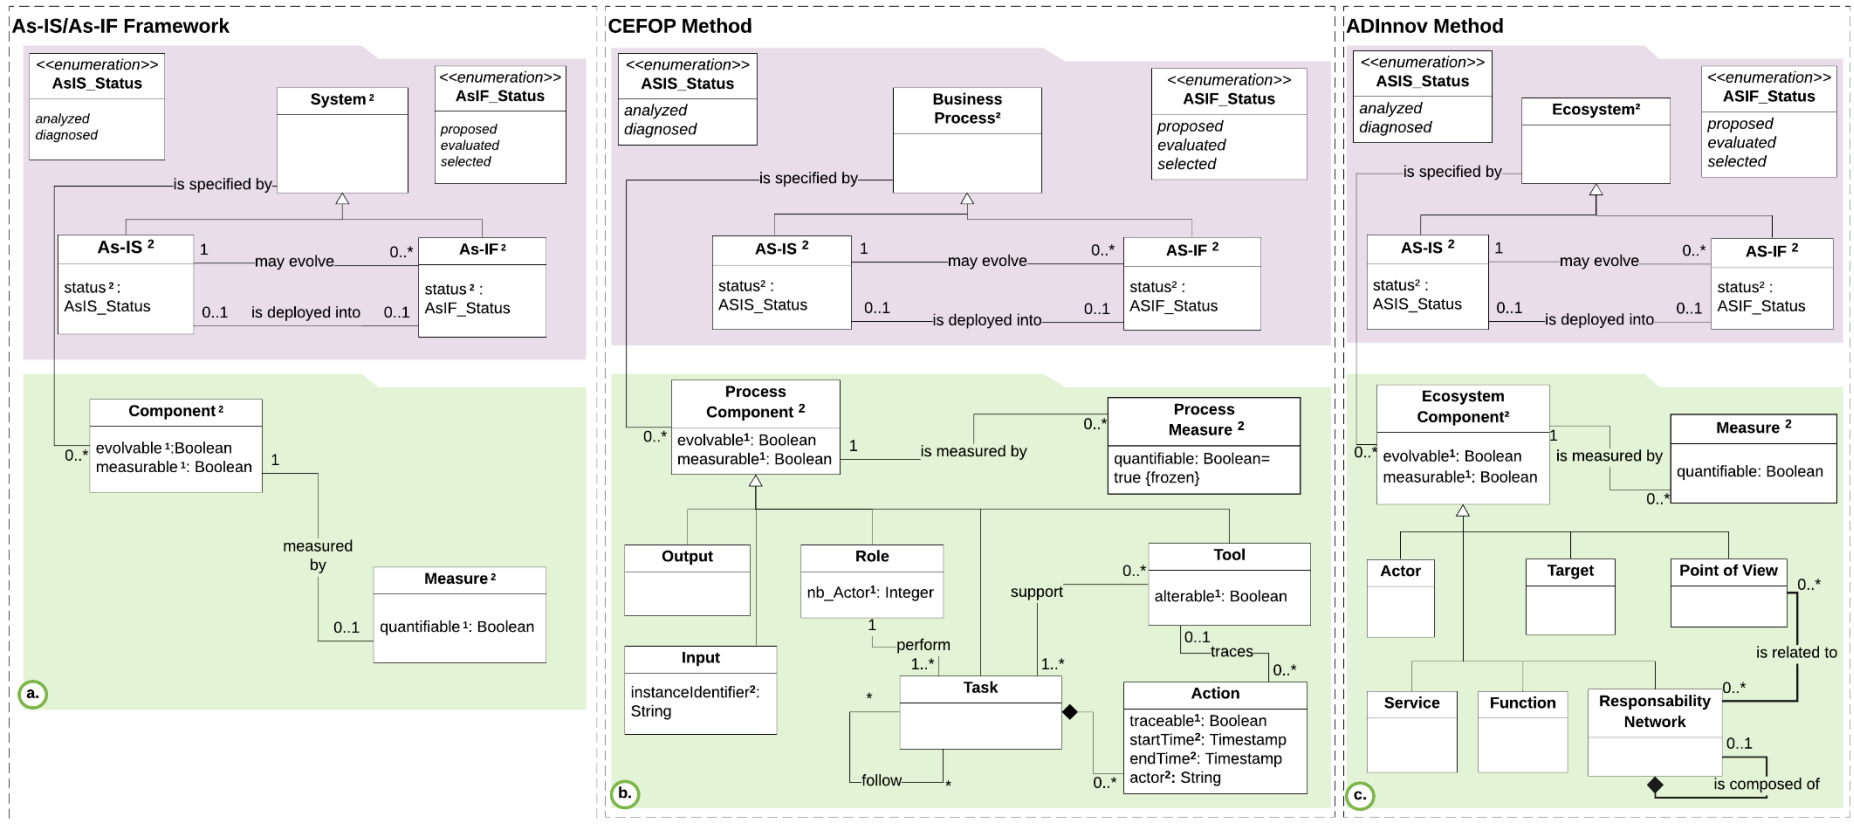 As-IS/As-IF Framework
<<enumeration>>
AsIS_Status
analyzed
diagnosed
System ²
<<enumeration>>
AsIF_Status
proposed
evaluated
selected
is specified by
As-IS ²
status ² :
AsIS_Status
1
may evolve
0..*
0..1
is deployed into
0..1
As-IF ²
status ² :
AsIF_Status
Component ²
evolvable ¹:Boolean
measurable ¹: Boolean
0..*
1
measured
by
0..1
Measure ²
quantifiable ¹: Boolean
a.
CEFOP Method
<<enumeration>>
ASIS_Status
analyzed
diagnosed
Business
Process²
<<enumeration>>
ASIF_Status
proposed
evaluated
selected
is specified by
AS-IS ²
status² :
ASIS_Status
1
may evolve
0..*
0..1
is deployed into
0..1
AS-IF ²
status² :
ASIF_Status
Process
Component ²
evolvable¹: Boolean
measurable¹: Boolean
0..*
1
is measured by
0..*
Process
Measure ²
quantifiable: Boolean=
true {frozen}
Output
Role
nb_Actor¹: Integer
Tool
alterable¹: Boolean
0..*
support
1..*
1
perform
1..*
0..1
traces
0..*
Input
instanceIdentifier²:
String
Task
*
follow
*
0..*
Action
traceable¹: Boolean
startTime²: Timestamp
endTime²: Timestamp
actor²: String
b.
ADInnov Method
<<enumeration>>
ASIS_Status
analyzed
diagnosed
Ecosystem²
<<enumeration>>
ASIF_Status
proposed
evaluated
selected
is specified by
AS-IS ²
status² :
ASIS_Status
1
may evolve
0..*
0..1
is deployed into
0..1
AS-IF ²
status² :
ASIF_Status
Ecosystem
Component²
evolvable¹: Boolean
measurable¹: Boolean
0..*
1
is measured by
0..*
Measure ²
quantifiable: Boolean
Actor
Target
Point of View
0..*
is related to
0..*
Service
Function
Responsability
Network
0..1
is composed of
c.